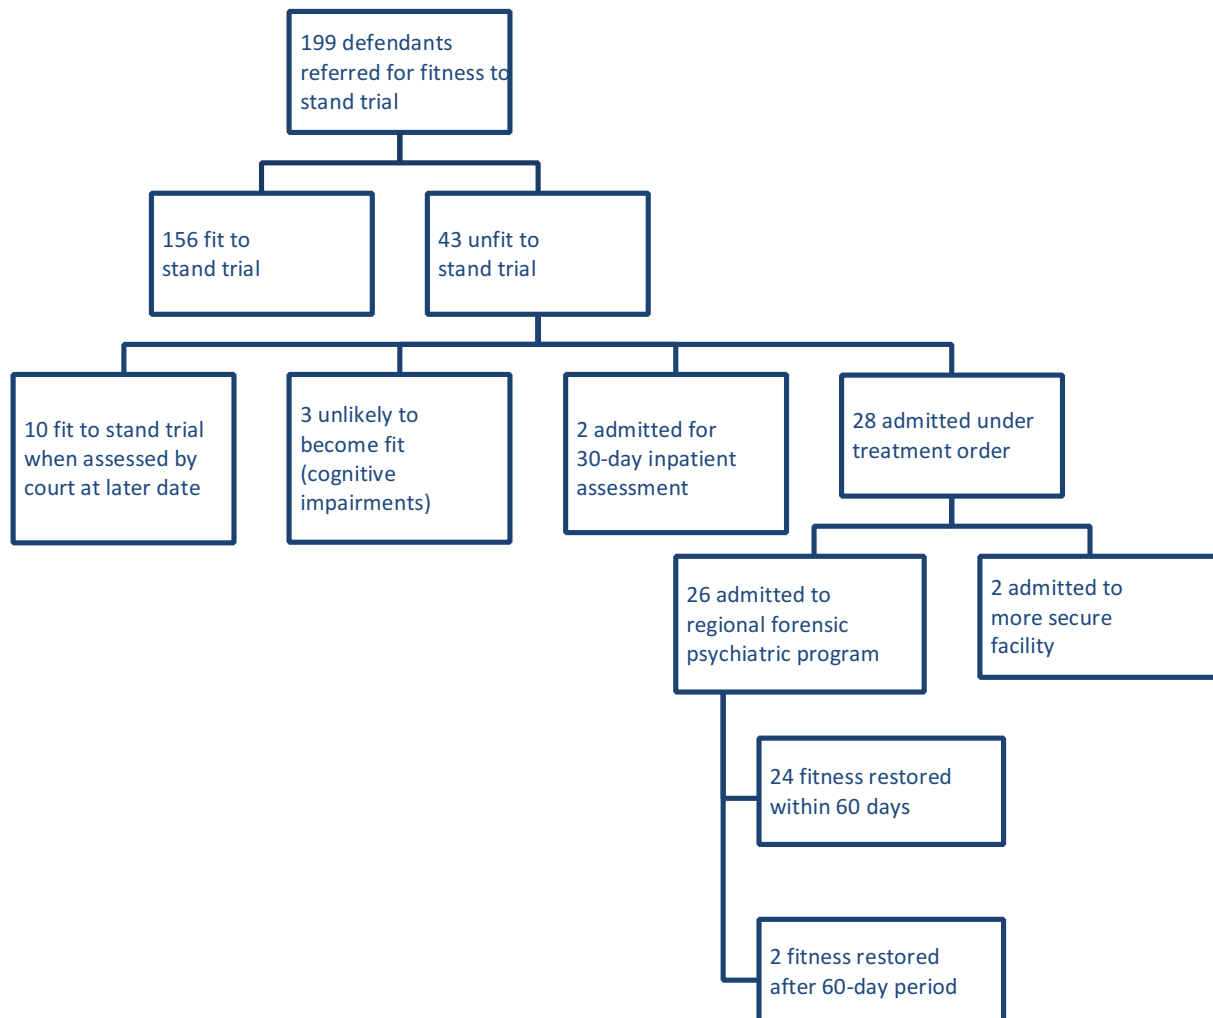 199 defendants
referred for fitness to
stand trial
156 fit to
stand trial
43 unfit to
stand trial
10 fit to stand trial
when assessed by
court at later date
3 unlikely to
become fit
(cognitive
impairments)
2 admitted for
30-day inpatient
assessment
28 admitted under
treatment order
26 admitted to
regional forensic
psychiatric program
2 admitted to
more secure
facility
24 fitness restored
within 60 days
2 fitness restored
after 60-day period